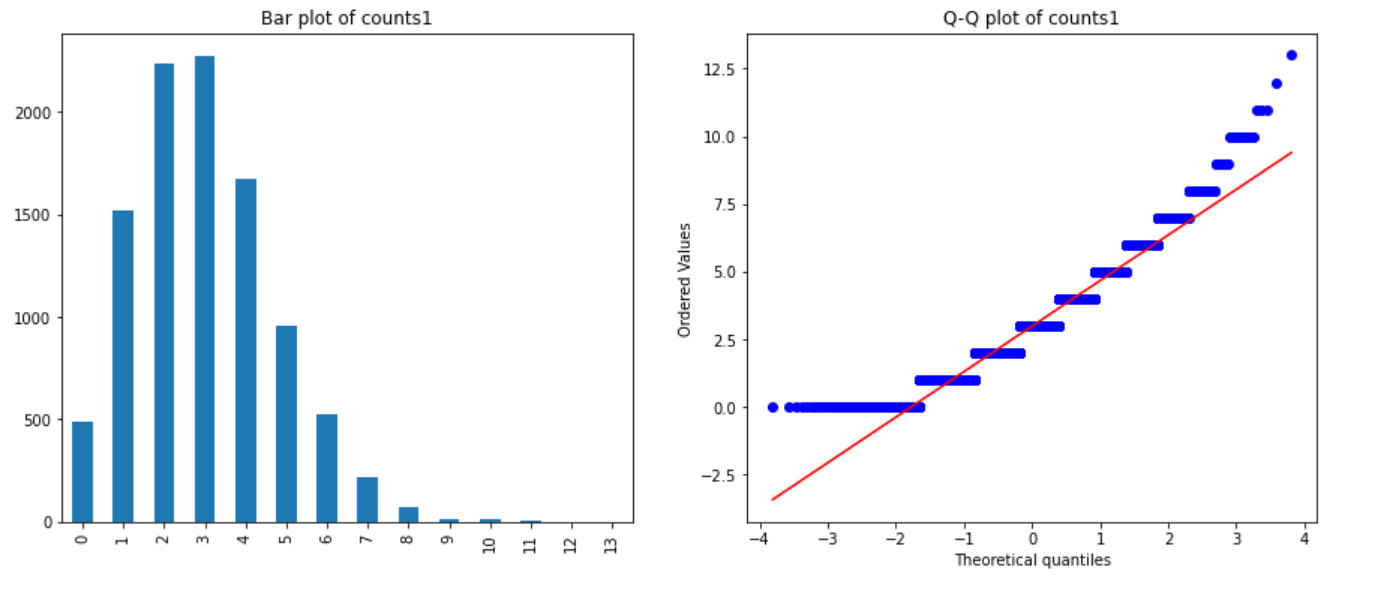 Bar plot of counts1
2000
1500
1000
500
0
0 1 2 3 4 5 6 7 8 9 10 11 12 13
Q-Q plot of counts1
Ordered Values
12.5
10.0
7.5
5.0
2.5
0.0
−2.5
−4 −3 −2 −1 0 1 2 3 4
Theoretical quantiles